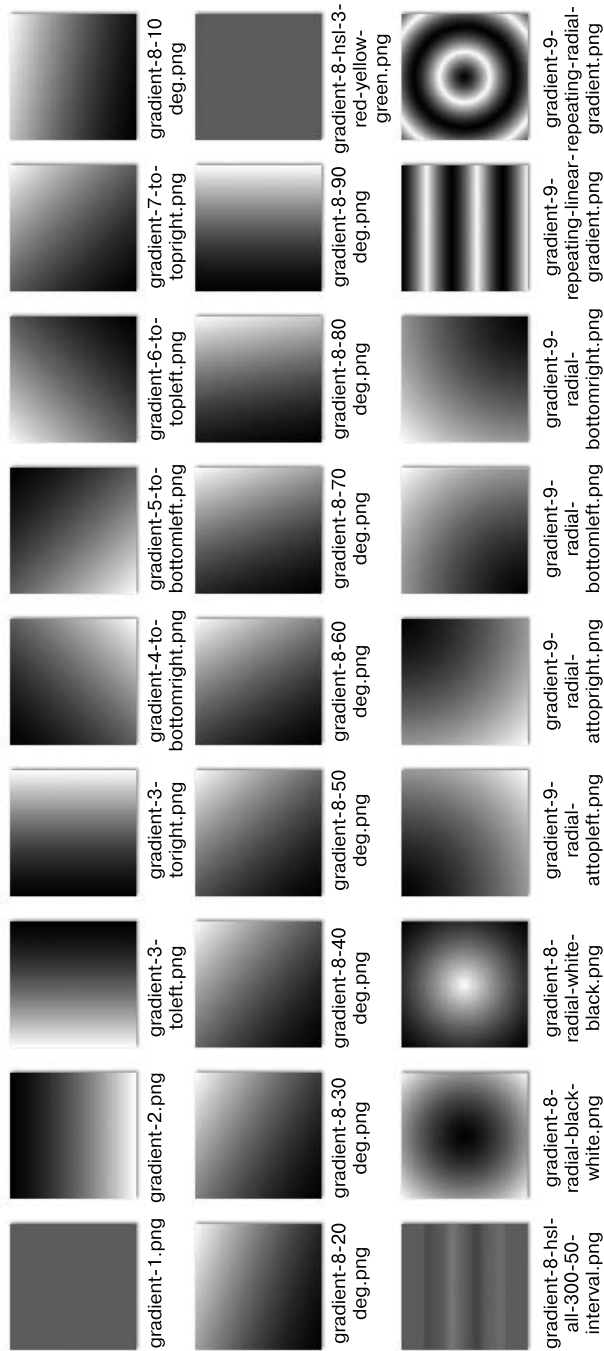 gradient-1.png
gradient-2.png
gradient-3-
toleft.png
gradient-3-
toright.png
gradient-4-to-
bottomright.png
gradient-5-to-
bottomleft.png
gradient-6-to-
topleft.png
gradient-7-to-
topright.png
gradient-8-10
deg.png
gradient-8-20
deg.png
gradient-8-30
deg.png
gradient-8-40
deg.png
gradient-8-50
deg.png
gradient-8-60
deg.png
gradient-8-70
deg.png
gradient-8-80
deg.png
gradient-8-90
deg.png
gradient-8-hsl-3-
red-yellow-
green.png
gradient-8-hsl-
all-300-50-
interval.png
gradient-8-
radial-black-
white.png
gradient-8-
radial-white-
black.png
gradient-9-
radial-
attopleft.png
gradient-9-
radial-
attopright.png
gradient-9-
radial-
bottomleft.png
gradient-9-
radial-
bottomright.png
gradient-9-
repeating-linear-
gradient.png
gradient-9-
repeating-radial-
gradient.png